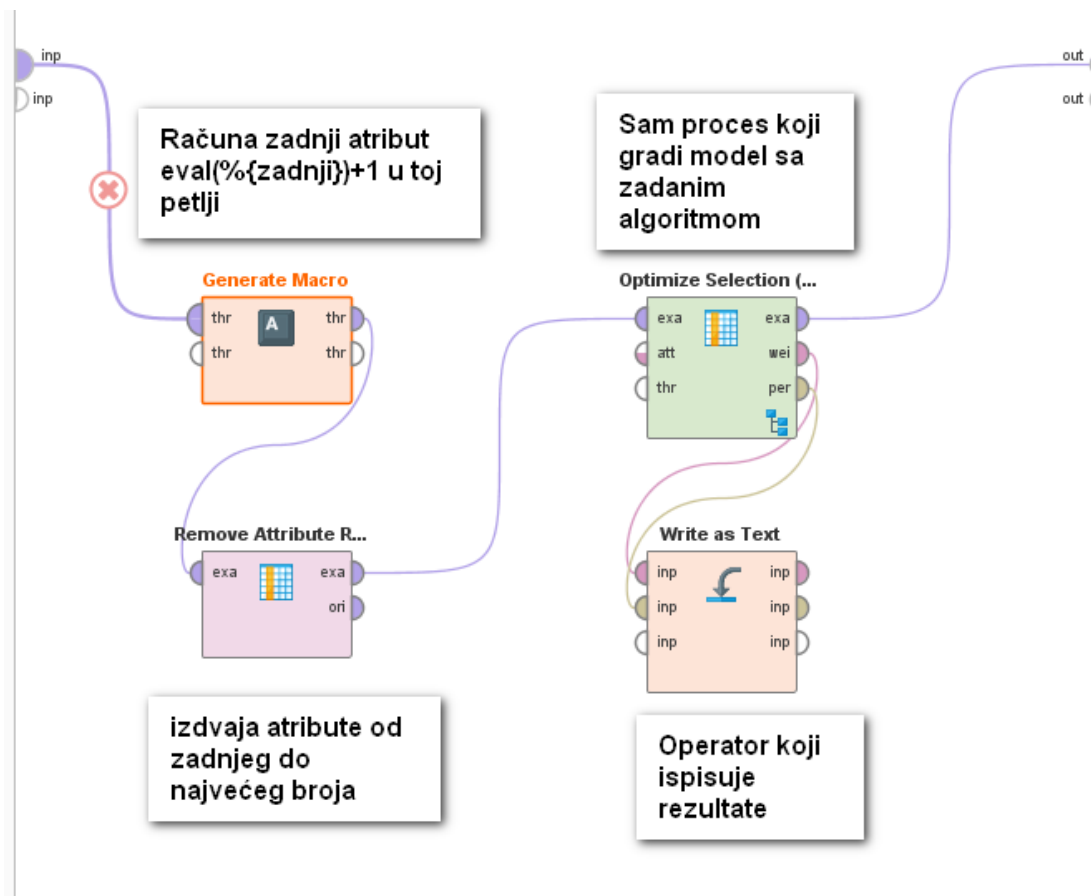 inp
inp
out
out
Računa zadnji atribut
eval(%{zadnji})+1 u toj
petlji
Sam proces koji
gradi model sa
zadanim
algoritmom
Generate Macro
thr thr
thr thr
A
Optimize Selection (...
exa exa
att wei
thr per
Remove Attribute R...
exa exa
ori
Write as Text
inp inp
inp inp
inp inp
izdvaja atribute od
zadnjeg do
najvećeg broja
Operator koji
ispisuje
rezultate